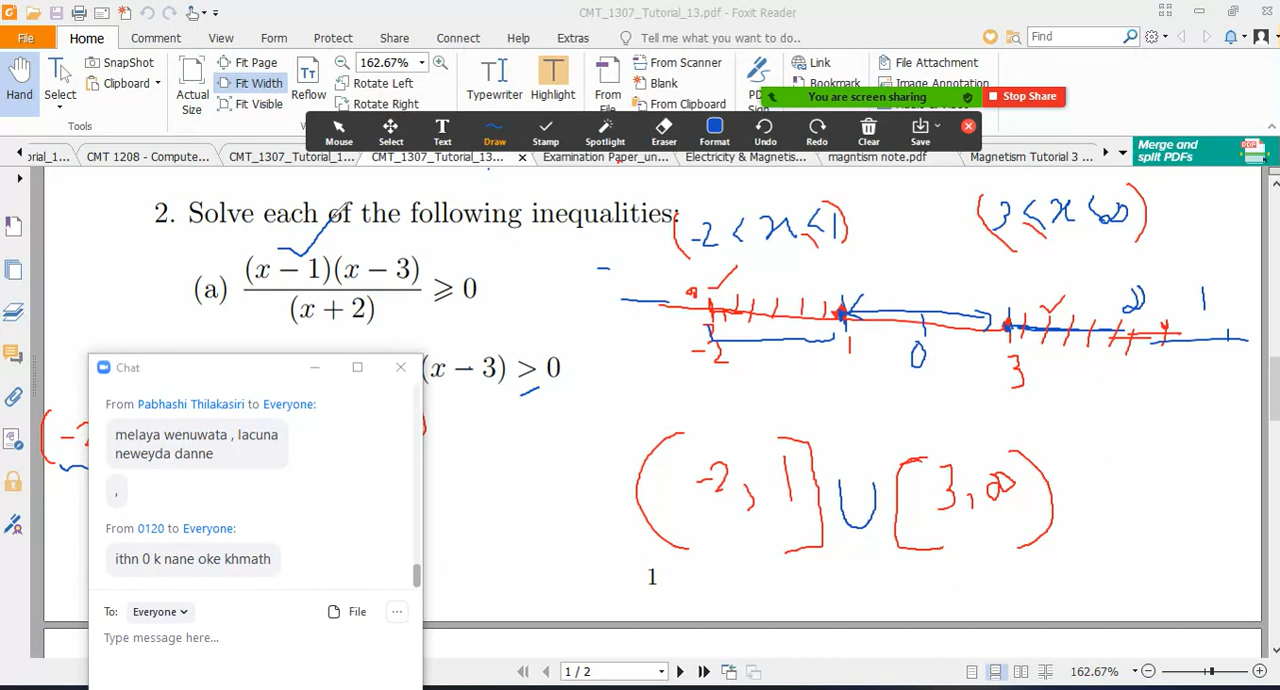 CMT_1307_Tutorial_13.pdf - Foxit Reader
File Home Comment View Form Protect Share Connect Help Extras Tell me what you want to do... Find
Hand
Select
SnapShot
Clipboard
Tools
Actual Size
Fit Page
Fit Width
Fit Visible
Reflow
162.67%
Rotate Left
Rotate Right
Typewriter
Highlight
From File
From Scanner
Blank
From Clipboard
Link
Bookmark
File Attachment
Image Annotation
You are screen sharing Stop Share
Mouse Select Text Draw Stamp Spotlight Eraser Format Undo Redo Clear Save
orial_1... CMT 1208 - Compute... CMT_1307_Tutorial_1... CMT_1307_Tutorial_13... Examination Paper_un... Electricity & Magnetis... magntism note.pdf Magnetism Tutorial 3 ...
Merge and split PDFs
2. Solve each of the following inequalities:
(-2 < x ≤ 1) (3 ≤ x < ∞)
(a) (x − 1)(x − 3)
(x + 2) ⩾ 0
-2 1 0 3
(x − 3) > 0
(-2, 1] ∪ [3, ∞)
1
Chat
From Pabhashi Thilakasiri to Everyone:
melaya wenuwata , lacuna
neweyda danne
,
From 0120 to Everyone:
ithn 0 k nane oke khmath
To: Everyone File ...
Type message here...
1 / 2 162.67%